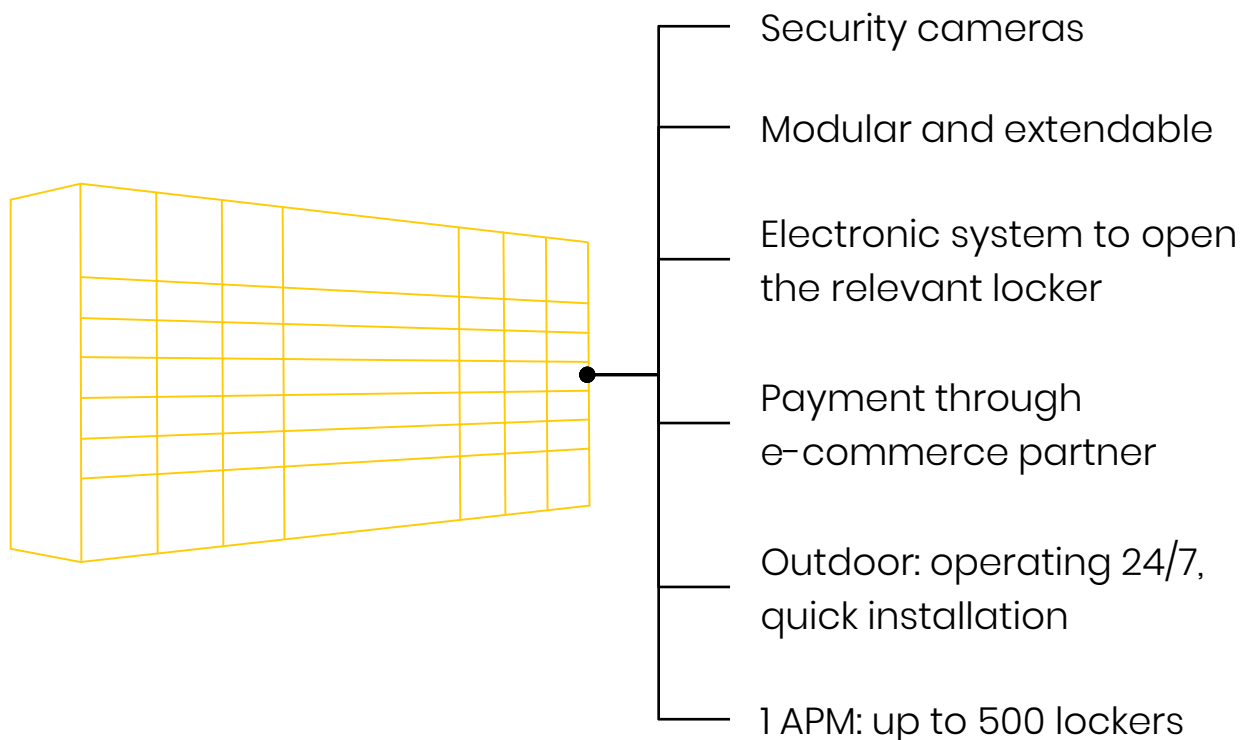 Security cameras
Modular and extendable
Electronic system to open
the relevant locker
Payment through
e-commerce partner
Outdoor: operating 24/7,
quick installation
1 APM: up to 500 lockers